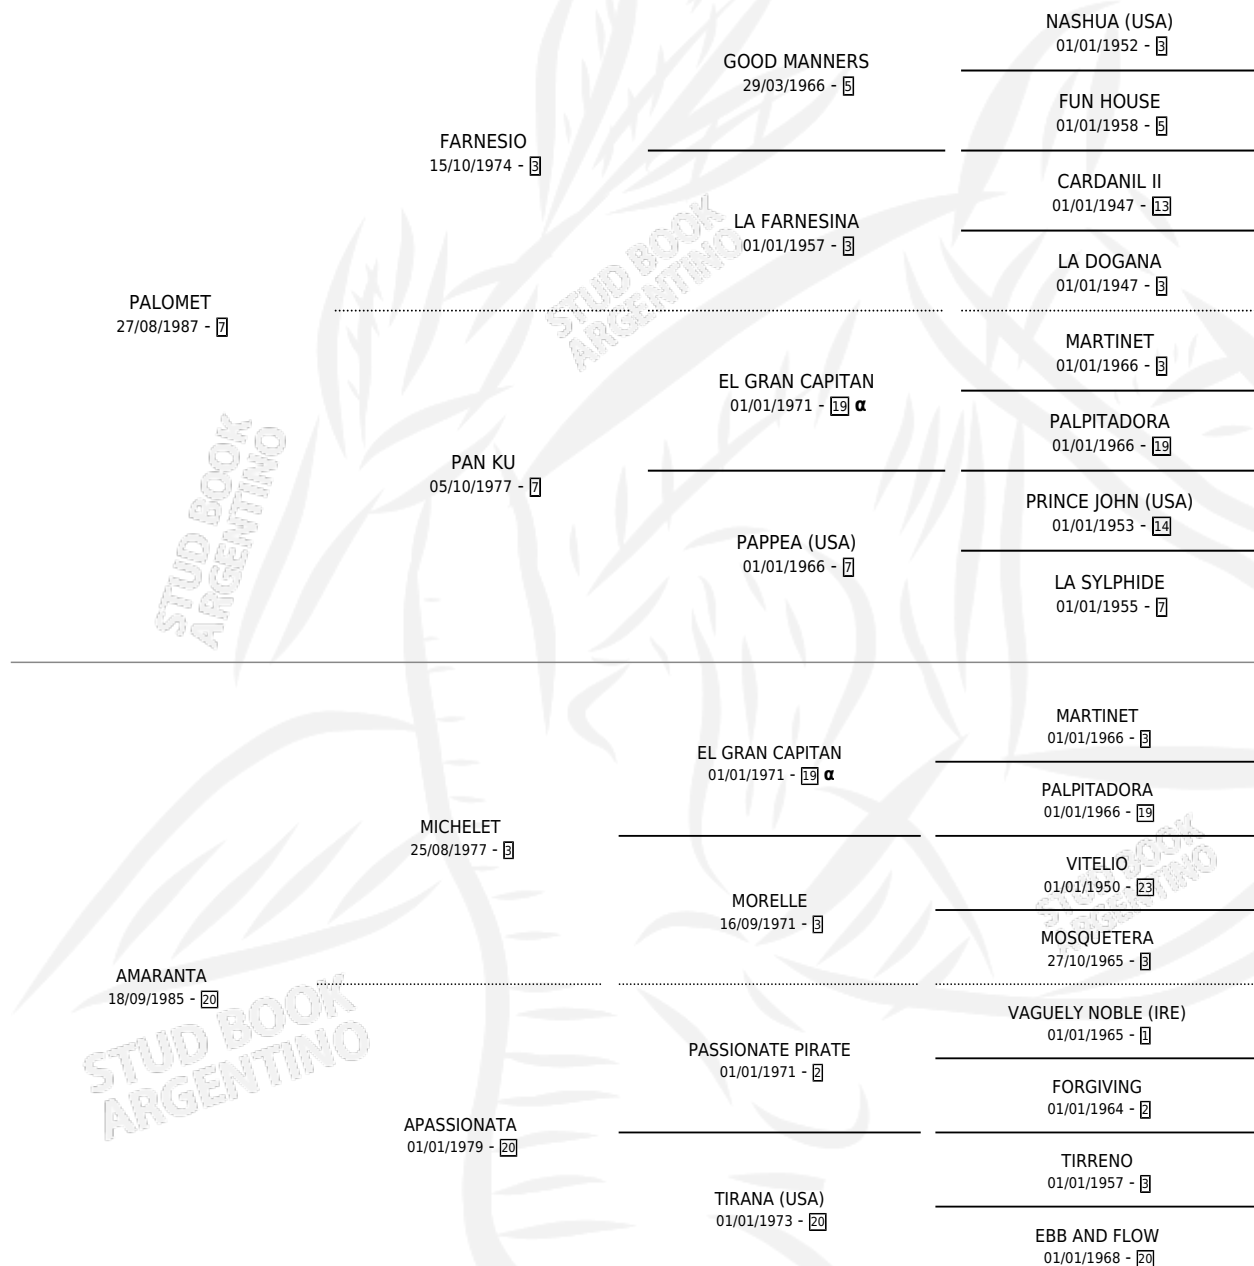 PALOMET
27/08/1987 - 7
FARNESIO
15/10/1974 - 3
GOOD MANNERS
29/03/1966 - 5
NASHUA (USA)
01/01/1952 - 3
FUN HOUSE
01/01/1958 - 5
LA FARNESINA
01/01/1957 - 3
CARDANIL II
01/01/1947 - 13
LA DOGANA
01/01/1947 - 3
PAN KU
05/10/1977 - 7
EL GRAN CAPITAN
01/01/1971 - 19 α
MARTINET
01/01/1966 - 3
PALPITADORA
01/01/1966 - 19
PAPPEA (USA)
01/01/1966 - 7
PRINCE JOHN (USA)
01/01/1953 - 14
LA SYLPHIDE
01/01/1955 - 7
AMARANTA
18/09/1985 - 20
MICHELET
25/08/1977 - 3
EL GRAN CAPITAN
01/01/1971 - 19 α
MARTINET
01/01/1966 - 3
PALPITADORA
01/01/1966 - 19
MORELLE
16/09/1971 - 3
VITELIO
01/01/1950 - 23
MOSQUETERA
27/10/1965 - 3
APASSIONATA
01/01/1979 - 20
PASSIONATE PIRATE
01/01/1971 - 2
VAGUELY NOBLE (IRE)
01/01/1965 - 1
FORGIVING
01/01/1964 - 2
TIRANA (USA)
01/01/1973 - 20
TIRRENO
01/01/1957 - 3
EBB AND FLOW
01/01/1968 - 20
STUD BOOK
ARGENTINO
STUD BOOK
ARGENTINO
STUD BOOK
ARGENTINO
STUD BOOK
ARGENTINO